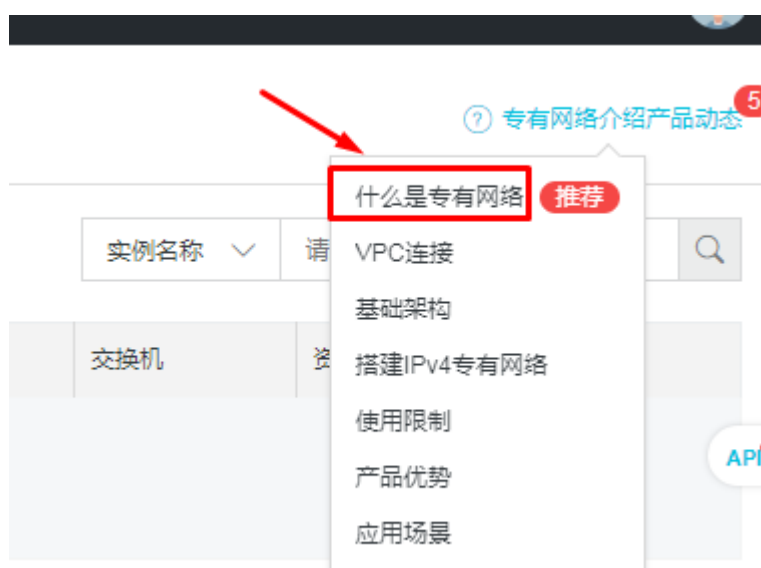 专有网络介绍产品动态 5
什么是专有网络 推荐
实例名称 请
VPC连接
基础架构
交换机
搭建IPv4专有网络
使用限制
API
产品优势
应用场景